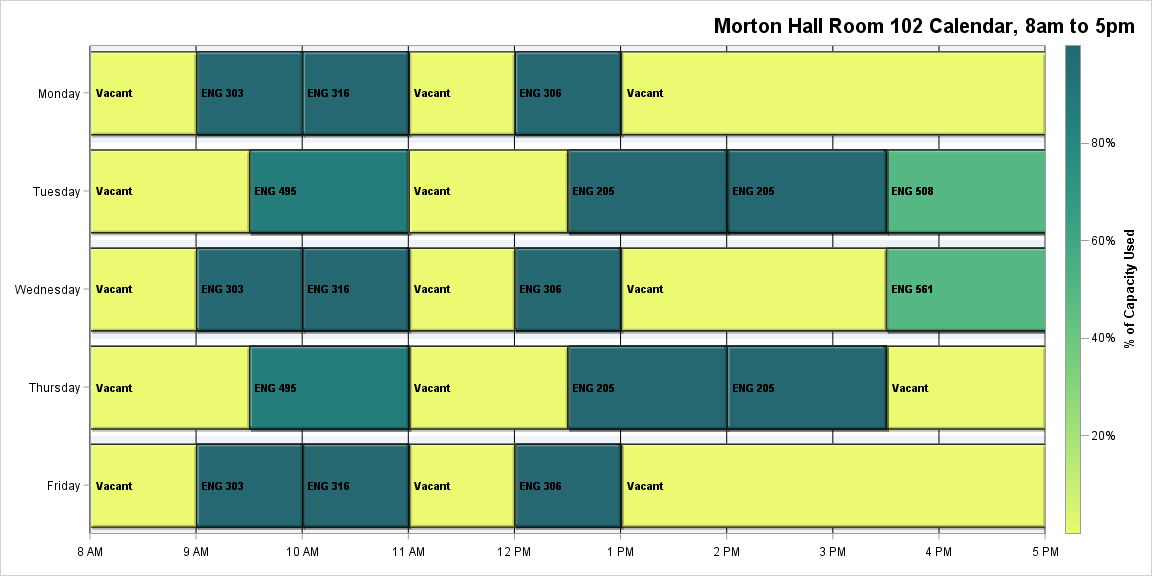 Morton Hall Room 102 Calendar, 8am to 5pm
Monday
Vacant
ENG 303
ENG 316
Vacant
ENG 306
Vacant
Tuesday
Vacant
ENG 495
Vacant
ENG 205
ENG 205
ENG 508
Wednesday
Vacant
ENG 303
ENG 316
Vacant
ENG 306
Vacant
ENG 561
Thursday
Vacant
ENG 495
Vacant
ENG 205
ENG 205
Vacant
Friday
Vacant
ENG 303
ENG 316
Vacant
ENG 306
Vacant
8 AM
9 AM
10 AM
11 AM
12 PM
1 PM
2 PM
3 PM
4 PM
5 PM
80%
60%
40%
20%
% of Capacity Used